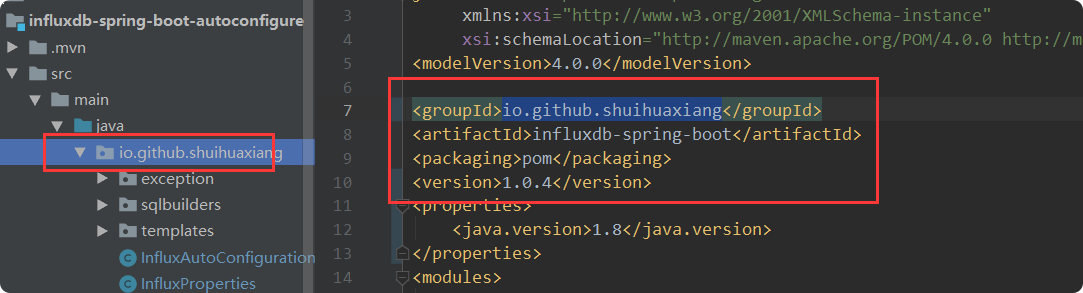 influxdb-spring-boot-autoconfigure
.mvn
src
main
java
io.github.shuihuaxiang
exception
sqlbuilders
templates
InfluxAutoConfiguration
InfluxProperties
3 xmlns:xsi="http://www.w3.org/2001/XMLSchema-instance"
4 xsi:schemaLocation="http://maven.apache.org/POM/4.0.0 http://m
5 <modelVersion>4.0.0</modelVersion>
6
7 <groupId>io.github.shuihuaxiang</groupId>
8 <artifactId>influxdb-spring-boot</artifactId>
9 <packaging>pom</packaging>
10 <version>1.0.4</version>
11 <properties>
12 <java.version>1.8</java.version>
13 </properties>
14 <modules>